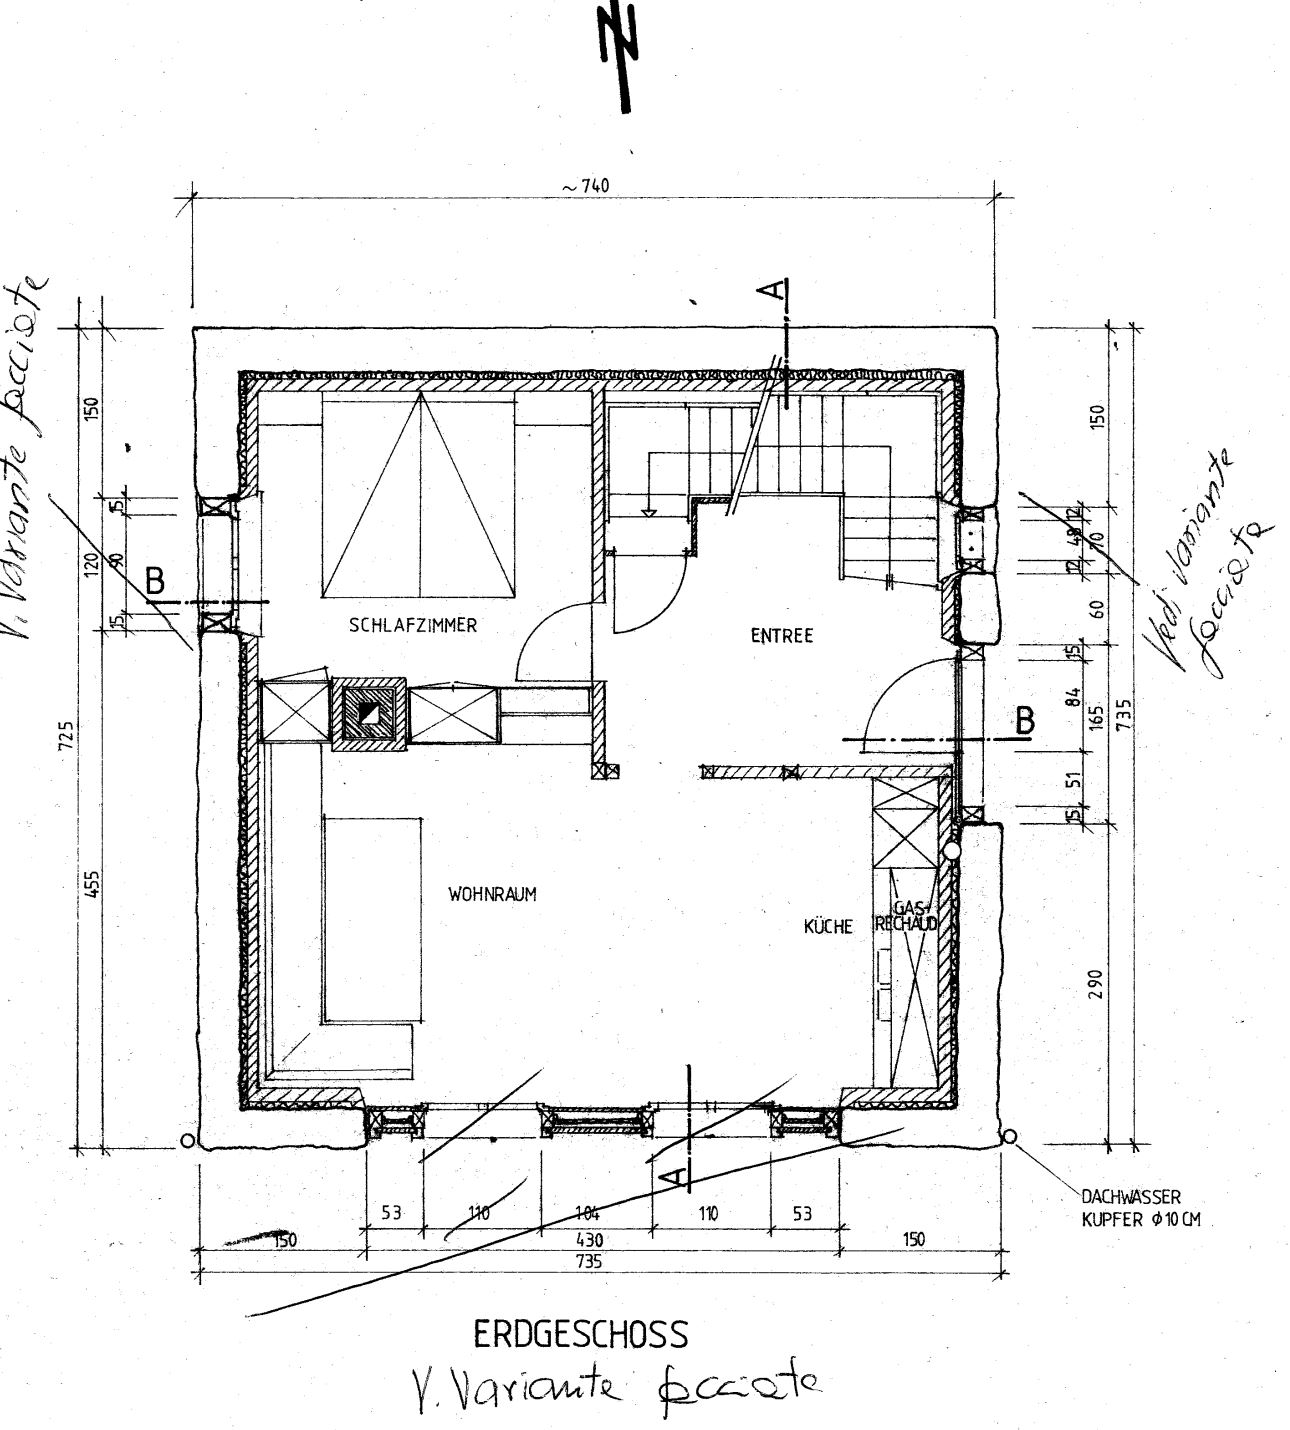 N
~740
A
V. Variante facciate
150
15
120
90
15
B
725
455
150
12
48
70
12
60
15
84
165
735
51
15
290
B
Vedi variante
facciate
SCHLAFZIMMER
ENTREE
WOHNRAUM
KÜCHE
GAS-
RECHAUD
A
DACHWASSER
KUPFER ϕ10 CM
53 110 104 110 53
150 430 150
735
ERDGESCHOSS
V. Variante facciate